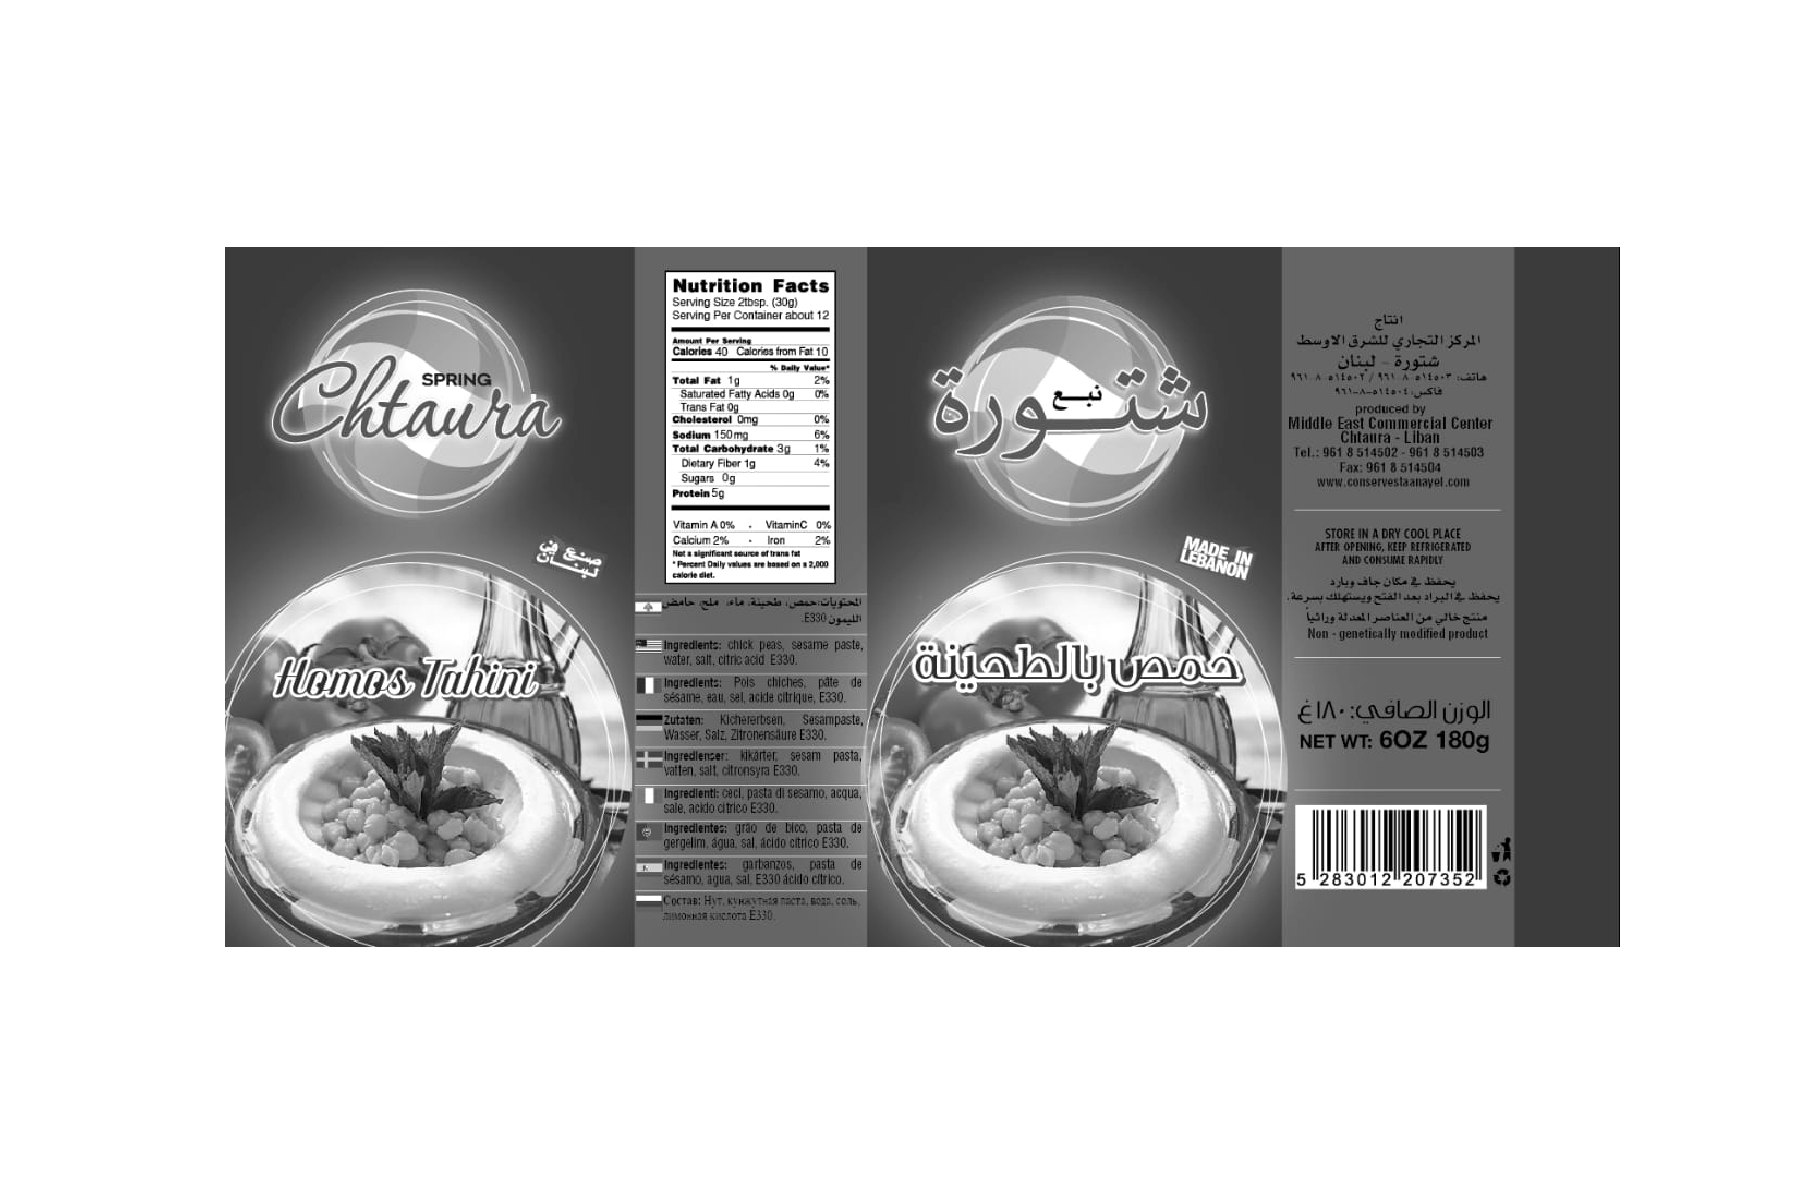 SPRING
Chtaura
صنع في
لبنان
Homos Tahini
Nutrition Facts
Serving Size 2tbsp. (30g)
Serving Per Container about 12
Amount Per Serving
Calories 40 Calories from Fat 10
% Daily Value*
Total Fat 1g 2%
Saturated Fatty Acids 0g 0%
Trans Fat 0g
Cholesterol 0mg 0%
Sodium 150mg 6%
Total Carbohydrate 3g 1%
Dietary Fiber 1g 4%
Sugars 0g
Protein 5g
Vitamin A 0% . VitaminC 0%
Calcium 2% - Iron 2%
Not a significant source of trans fat
* Percent Daily values are based on a 2,000
calorie diet.
المحتويات:حمص، طحينة، ماء، ملح، حامض
الليمون E330.
Ingredients: chick peas, sesame paste,
water, salt, citric acid E330.
Ingredients: Pois chiches, pâte de
sésame, eau, sel, acide citrique, E330.
Zutaten: Kichererbsen, Sesampaste,
Wasser, Salz, Zitronensäure E330.
Ingredienser: kikärter, sesam pasta,
vatten, salt, citronsyra E330.
Ingredienti: ceci, pasta di sesamo, acqua,
sale, acido citrico E330.
Ingredientes: grão de bico, pasta de
gergelim, água, sal, ácido cítrico E330.
Ingredientes: garbanzos, pasta de
sésamo, agua, sal, E330 ácido cítrico.
Состав: Нут, кунжутная паста, вода, соль,
лимонная кислота E330.
نبع
شتورة
MADE IN
LEBANON
حمص بالطحينة
انتاج
المركز التجاري للشرق الاوسط
شتورة - لبنان
هاتف: ٥١٤٥٠٣-٨-٩٦١ / ٥١٤٥٠٢-٨-٩٦١
فاكس: ٥١٤٥٠٤-٨-٩٦١
produced by
Middle East Commercial Center
Chtaura - Liban
Tel.: 961 8 514502 - 961 8 514503
Fax: 961 8 514504
www.conservestaanayel.com
STORE IN A DRY COOL PLACE
AFTER OPENING, KEEP REFRIGERATED
AND CONSUME RAPIDLY
يحفظ في مكان جاف وبارد
يحفظ في البراد بعد الفتح ويستهلك بسرعة.
منتج خالي من العناصر المعدلة وراثياً
Non - genetically modified product
الوزن الصافي: ١٨٠غ
NET WT: 6OZ 180g
5 283012 207352